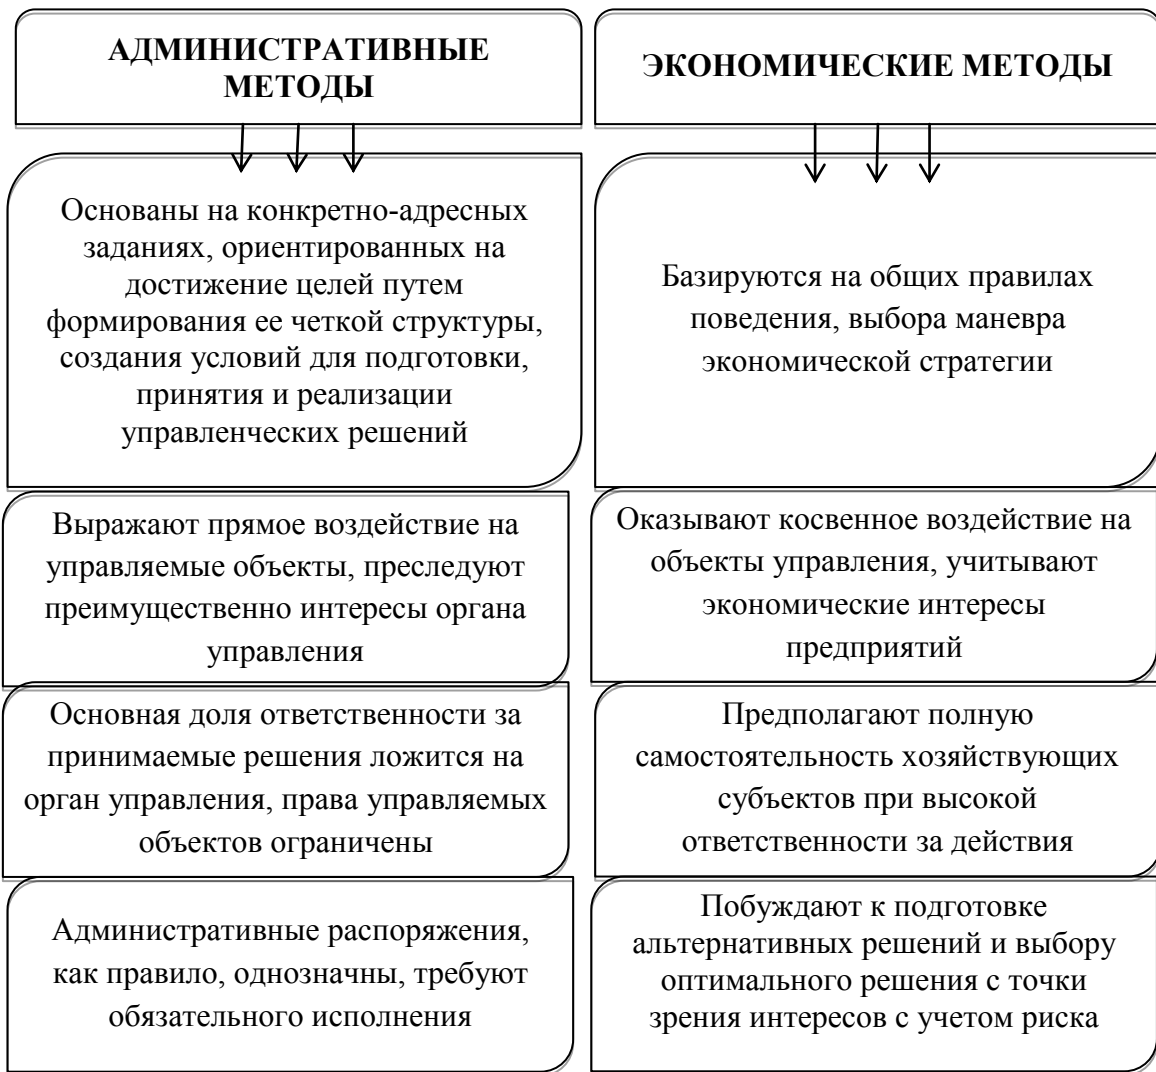 АДМИНИСТРАТИВНЫЕ
МЕТОДЫ
Основаны на конкретно-адресных
заданиях, ориентированных на
достижение целей путем
формирования ее четкой структуры,
создания условий для подготовки,
принятия и реализации
управленческих решений
Выражают прямое воздействие на
управляемые объекты, преследуют
преимущественно интересы органа
управления
Основная доля ответственности за
принимаемые решения ложится на
орган управления, права управляемых
объектов ограничены
Административные распоряжения,
как правило, однозначны, требуют
обязательного исполнения
ЭКОНОМИЧЕСКИЕ МЕТОДЫ
Базируются на общих правилах
поведения, выбора маневра
экономической стратегии
Оказывают косвенное воздействие на
объекты управления, учитывают
экономические интересы
предприятий
Предполагают полную
самостоятельность хозяйствующих
субъектов при высокой
ответственности за действия
Побуждают к подготовке
альтернативных решений и выбору
оптимального решения с точки
зрения интересов с учетом риска